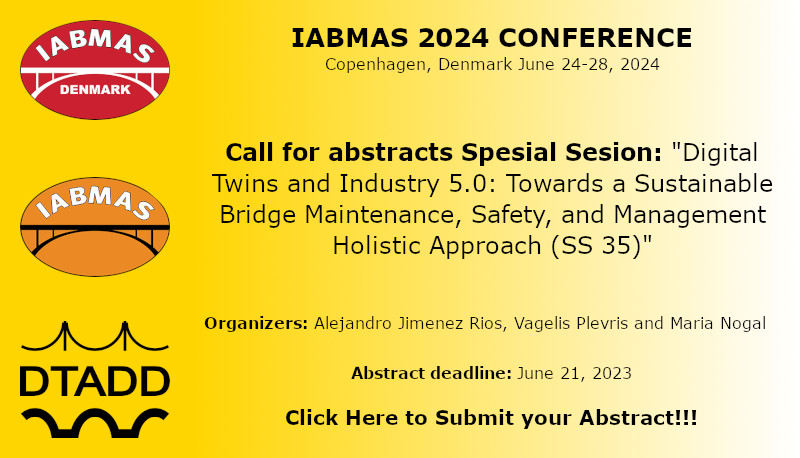 IABMAS
DENMARK
IABMAS
DTADD
IABMAS 2024 CONFERENCE
Copenhagen, Denmark June 24-28, 2024
Call for abstracts Spesial Sesion: "Digital
Twins and Industry 5.0: Towards a Sustainable
Bridge Maintenance, Safety, and Management
Holistic Approach (SS 35)"
Organizers: Alejandro Jimenez Rios, Vagelis Plevris and Maria Nogal
Abstract deadline: June 21, 2023
Click Here to Submit your Abstract!!!